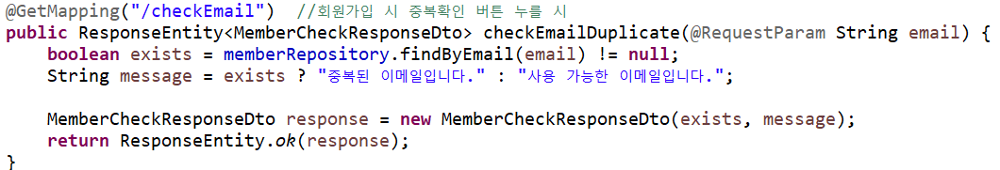 @GetMapping("/checkEmail")  //회원가입 시 중복확인 버튼 누를 시
public ResponseEntity<MemberCheckResponseDto> checkEmailDuplicate(@RequestParam String email) {
    boolean exists = memberRepository.findByEmail(email) != null;
    String message = exists ? "중복된 이메일입니다." : "사용 가능한 이메일입니다.";

    MemberCheckResponseDto response = new MemberCheckResponseDto(exists, message);
    return ResponseEntity.ok(response);
}